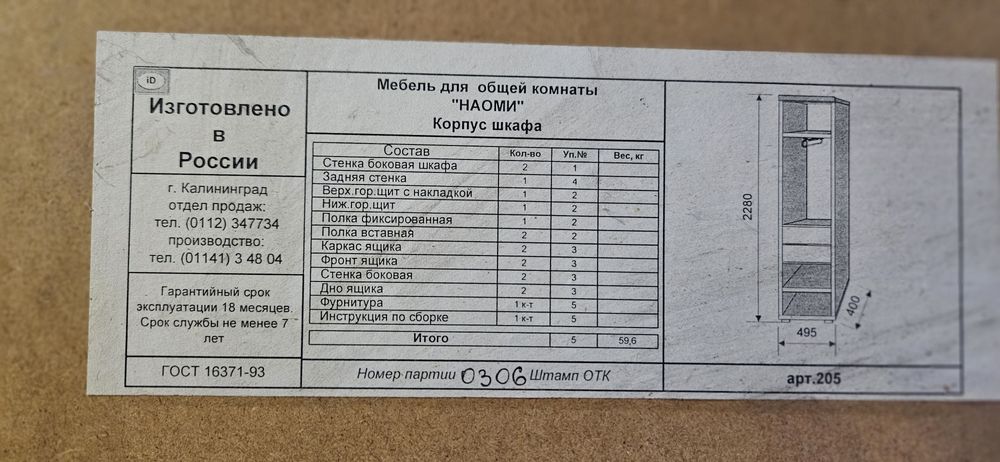 iD
Изготовлено
в
России
г. Калининград
отдел продаж:
тел. (0112) 347734
производство:
тел. (01141) 3 48 04
Гарантийный срок
эксплуатации 18 месяцев.
Срок службы не менее 7
лет
ГОСТ 16371-93
Мебель для общей комнаты
"НАОМИ"
Корпус шкафа
Состав Кол-во Уп.№ Вес, кг
Стенка боковая шкафа 2 1
Задняя стенка 1 4
Верх.гор.щит с накладкой 1 2
Ниж.гор.щит 1 2
Полка фиксированная 1 2
Полка вставная 2 2
Каркас ящика 2 3
Фронт ящика 2 3
Стенка боковая 2 3
Дно ящика 2 3
Фурнитура 1 к-т 5
Инструкция по сборке 1 к-т 5
Итого 5 59,6
Номер партии 0306 Штамп ОТК
2280
400
495
арт.205